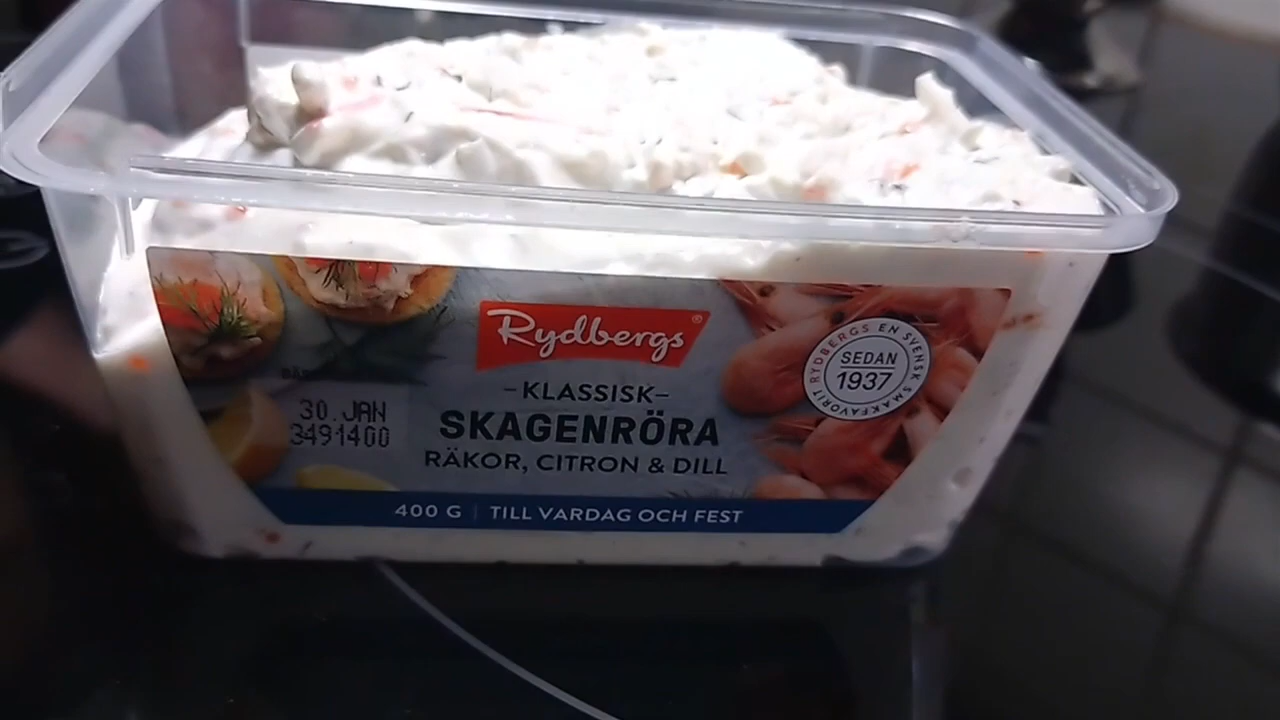 Rydbergs®
-KLASSISK-
SKAGENRÖRA
RÄKOR, CITRON & DILL
400 G | TILL VARDAG OCH FEST
30. JAN
3491400
RYDBERGS EN SVENSK SMAKFAVORIT
SEDAN
1937